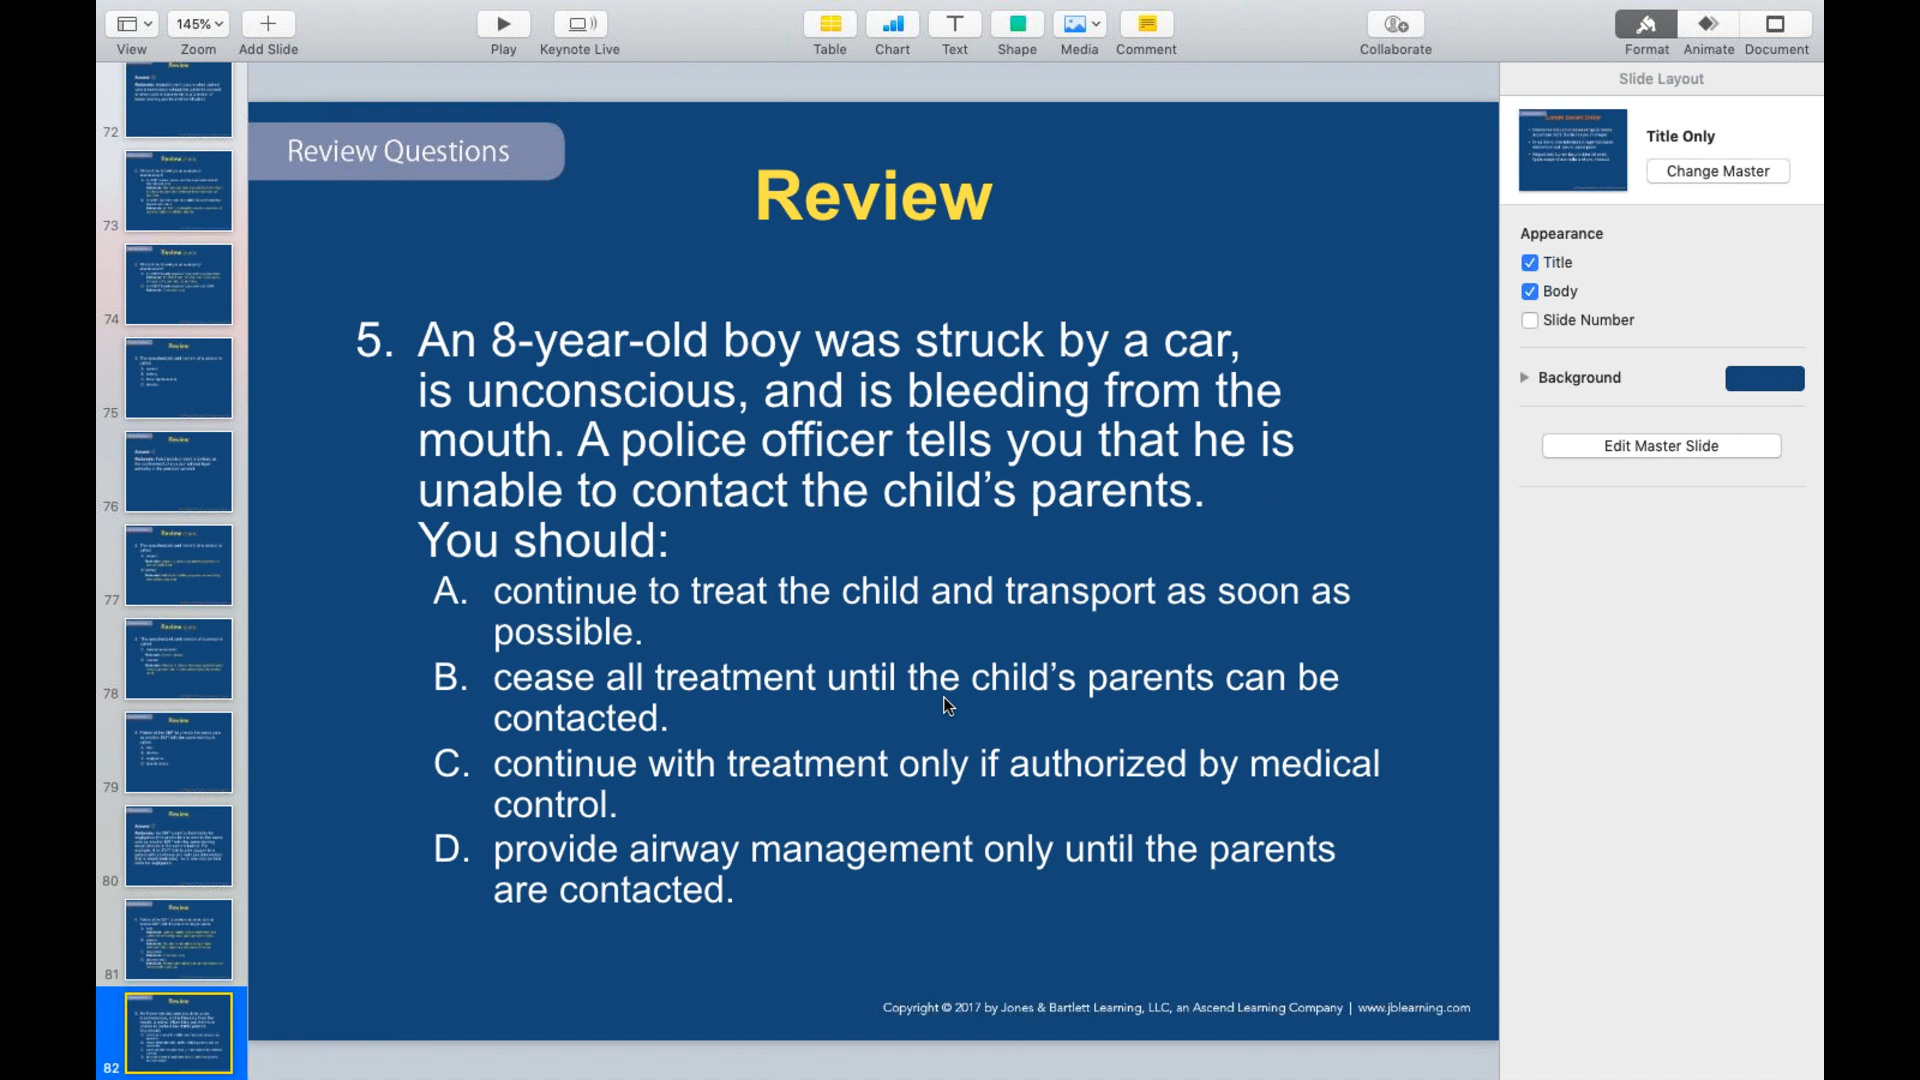 145%
View
Zoom
Add Slide
Play
Keynote Live
Table
Chart
Text
Shape
Media
Comment
Collaborate
Format
Animate
Document
72
73
74
75
76
77
78
79
80
81
82
Review Questions
Review
5. An 8-year-old boy was struck by a car,
is unconscious, and is bleeding from the
mouth. A police officer tells you that he is
unable to contact the child’s parents.
You should:
A. continue to treat the child and transport as soon as
possible.
B. cease all treatment until the child’s parents can be
contacted.
C. continue with treatment only if authorized by medical
control.
D. provide airway management only until the parents
are contacted.
Copyright © 2017 by Jones & Bartlett Learning, LLC, an Ascend Learning Company | www.jblearning.com
Slide Layout
Title Only
Change Master
Appearance
Title
Body
Slide Number
Background
Edit Master Slide